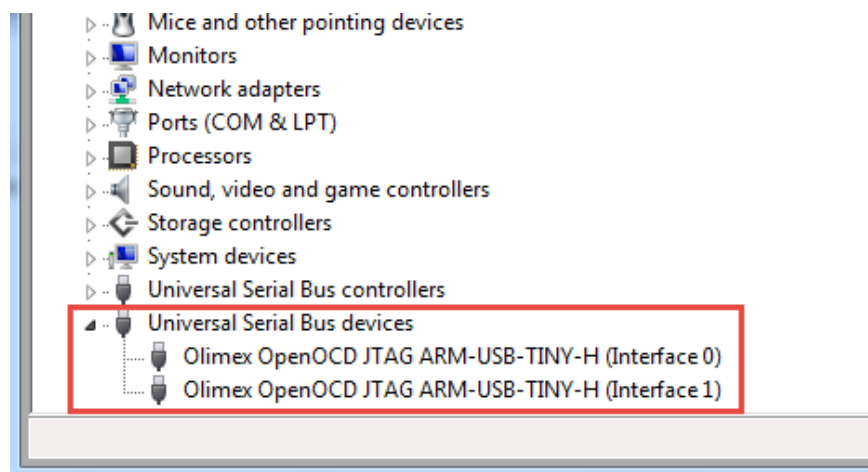 Mice and other pointing devices
Monitors
Network adapters
Ports (COM & LPT)
Processors
Sound, video and game controllers
Storage controllers
System devices
Universal Serial Bus controllers
Universal Serial Bus devices
Olimex OpenOCD JTAG ARM-USB-TINY-H (Interface 0)
Olimex OpenOCD JTAG ARM-USB-TINY-H (Interface 1)